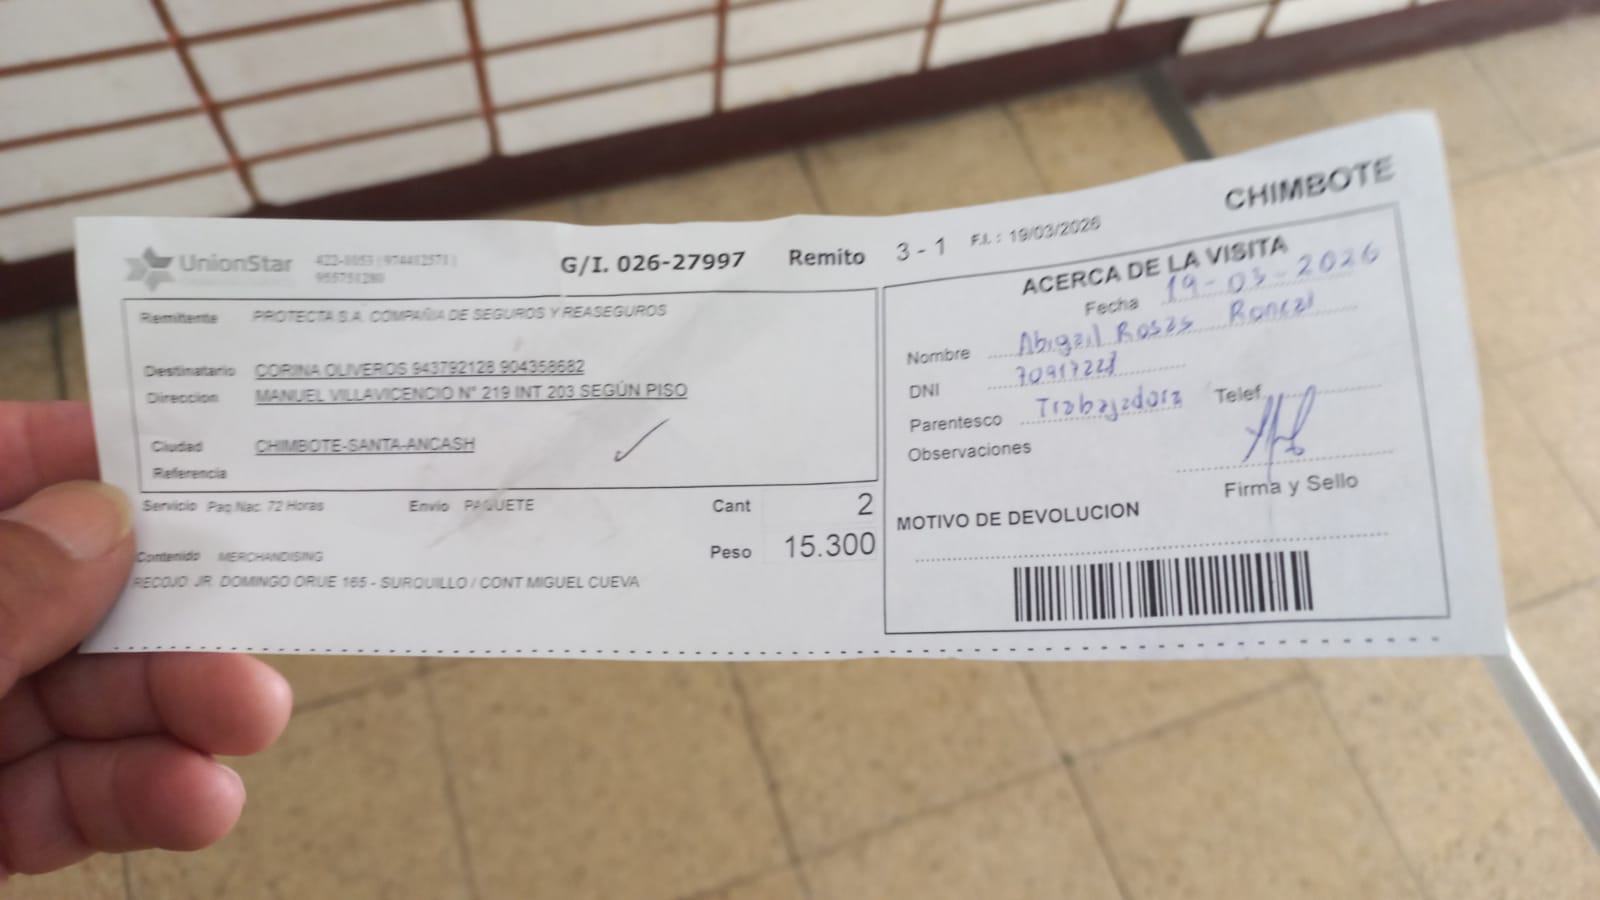 CHIMBOTE
UnionStar
422-1053 | 974412571 |
955751280
G/I. 026-27997 Remito 3 - 1 F.I. : 19/03/2026
Remitente PROTECTA S.A. COMPAÑIA DE SEGUROS Y REASEGUROS
Destinatario CORINA OLIVEROS 943792128 904358682
Direccion MANUEL VILLAVICENCIO N° 219 INT 203 SEGÚN PISO
Ciudad CHIMBOTE-SANTA-ANCASH
Referencia
Servicio Paq.Nac. 72 Horas Envio PAQUETE Cant 2
Peso 15.300
Contenido MERCHANDISING
RECOJO JR. DOMINGO ORUE 165 - SURQUILLO / CONT MIGUEL CUEVA
ACERCA DE LA VISITA
Fecha 19-03-2026
Nombre Abigail Rosas Roncal
DNI
Parentesco Trabajadora Telef.
Observaciones
Firma y Sello
MOTIVO DE DEVOLUCION